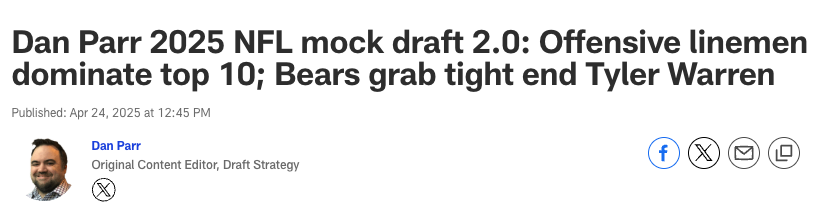 Dan Parr 2025 NFL mock draft 2.0: Offensive linemen
dominate top 10; Bears grab tight end Tyler Warren
Published: Apr 24, 2025 at 12:45 PM
Dan Parr
Original Content Editor, Draft Strategy